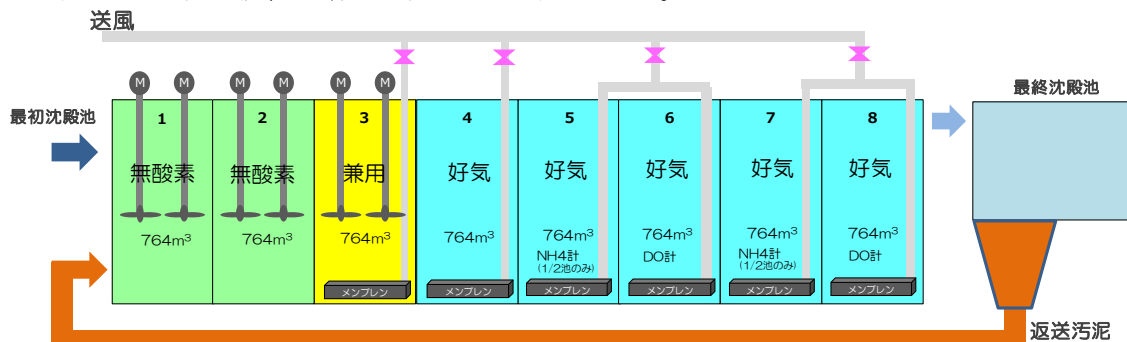 送風
M M M M M M
最初沈殿池
最終沈殿池
1 2 3 4 5 6 7 8
無酸素 無酸素 兼用 好気 好気 好気 好気 好気
764m³ 764m³ 764m³ 764m³ 764m³ 764m³ 764m³ 764m³
NH4計 DO計 NH4計 DO計
(1/2池のみ) (1/2池のみ)
メンブレン メンブレン メンブレン メンブレン メンブレン メンブレン
返送汚泥